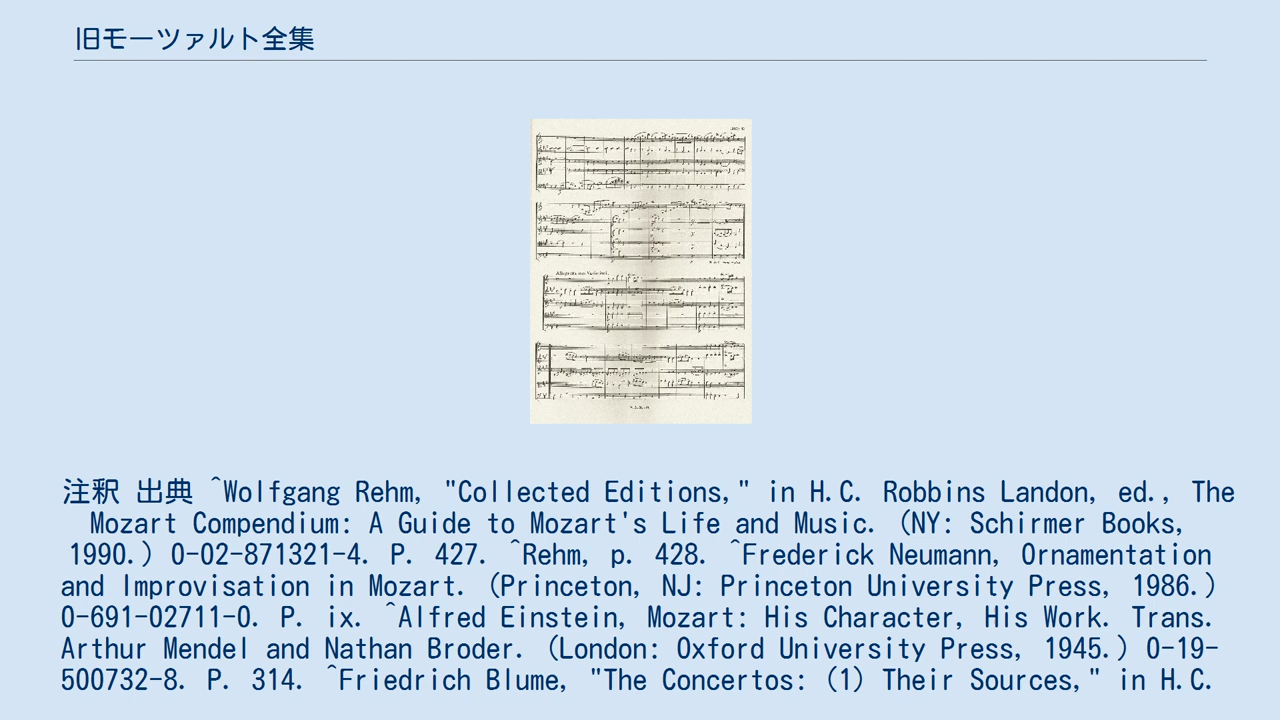 旧モーツァルト全集
Allegretto con Variazioni.
注釈 出典 ^Wolfgang Rehm, "Collected Editions," in H.C. Robbins Landon, ed., The
Mozart Compendium: A Guide to Mozart's Life and Music. (NY: Schirmer Books,
1990.) 0-02-871321-4. P. 427. ^Rehm, p. 428. ^Frederick Neumann, Ornamentation
and Improvisation in Mozart. (Princeton, NJ: Princeton University Press, 1986.)
0-691-02711-0. P. ix. ^Alfred Einstein, Mozart: His Character, His Work. Trans.
Arthur Mendel and Nathan Broder. (London: Oxford University Press, 1945.) 0-19-
500732-8. P. 314. ^Friedrich Blume, "The Concertos: (1) Their Sources," in H.C.